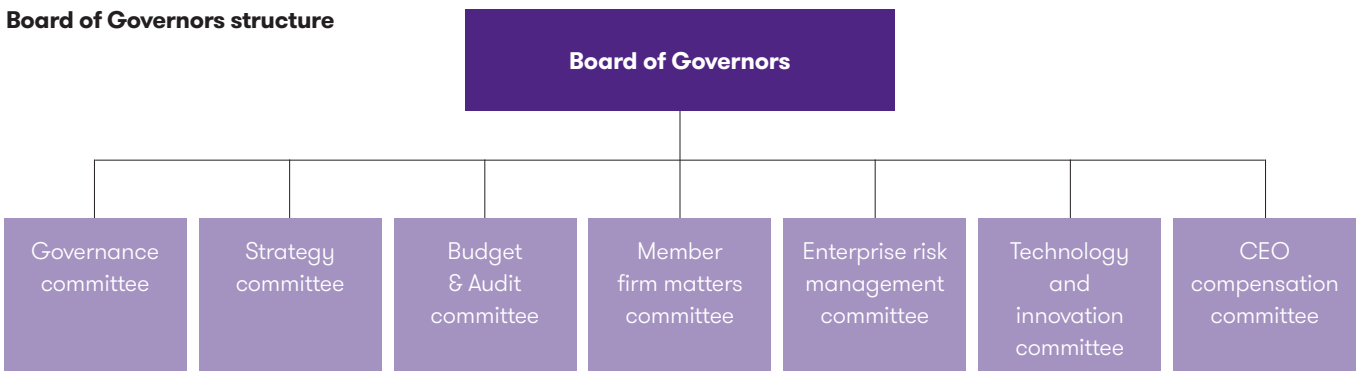 Board of Governors structure
Board of Governors
Governance
committee
Strategy
committee
Budget
& Audit
committee
Member
firm matters
committee
Enterprise risk
management
committee
Technology
and
innovation
committee
CEO
compensation
committee